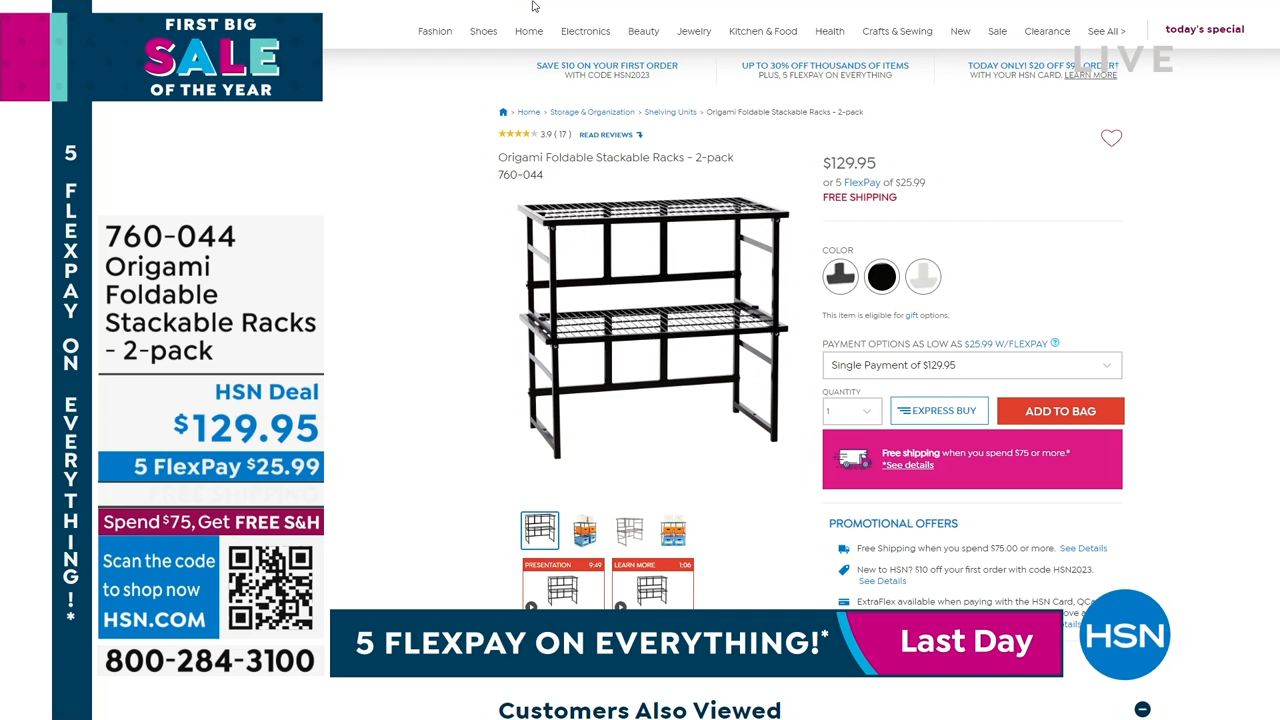 FIRST BIG
SALE
OF THE YEAR
5 FLEXPAY ON EVERYTHING!*
760-044
Origami
Foldable
Stackable Racks
- 2-pack
HSN Deal
$129.95
5 FlexPay $25.99
FREE SHIPPING
Spend $75, Get FREE S&H
Scan the code
to shop now
HSN.COM
800-284-3100
Fashion Shoes Home Electronics Beauty Jewelry Kitchen & Food Health Crafts & Sewing New Sale Clearance See All > today's special
LIVE
SAVE $10 ON YOUR FIRST ORDER
WITH CODE HSN2023
UP TO 30% OFF THOUSANDS OF ITEMS
PLUS, 5 FLEXPAY ON EVERYTHING
TODAY ONLY! $20 OFF ORDER†
WITH YOUR HSN CARD. LEARN MORE
> Home > Storage & Organization > Shelving Units > Origami Foldable Stackable Racks - 2-pack
3.9 ( 17 ) READ REVIEWS
Origami Foldable Stackable Racks - 2-pack
760-044
$129.95
or 5 FlexPay of $25.99
FREE SHIPPING
COLOR
This item is eligible for gift options.
PAYMENT OPTIONS AS LOW AS $25.99 W/FLEXPAY ?
Single Payment of $129.95
QUANTITY
1
EXPRESS BUY
ADD TO BAG
Free shipping when you spend $75 or more.*
*See details
PROMOTIONAL OFFERS
Free Shipping when you spend $75.00 or more. See Details
New to HSN? $10 off your first order with code HSN2023.
See Details
ExtraFlex available when paying with the HSN Card,
PRESENTATION 9:49
LEARN MORE 1:06
5 FLEXPAY ON EVERYTHING!*
Last Day
HSN
Customers Also Viewed